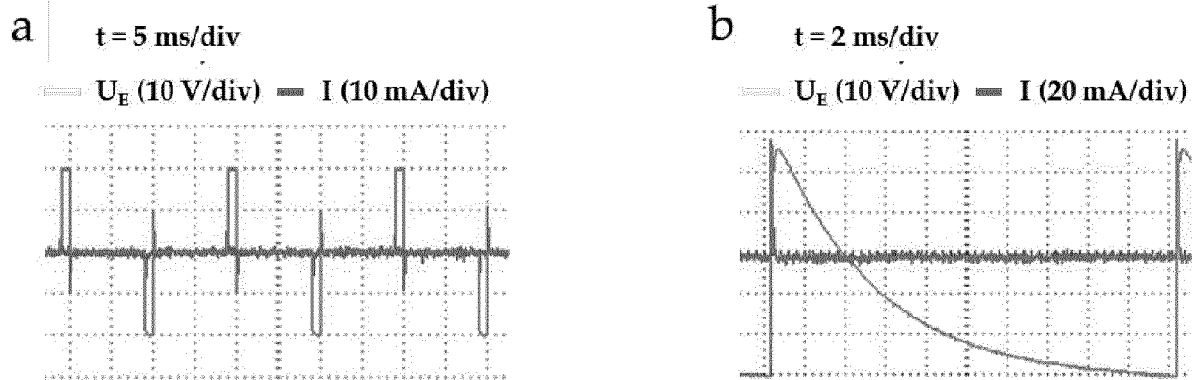 a
t = 5 ms/div
U_E (10 V/div) I (10 mA/div)
b
t = 2 ms/div
U_E (10 V/div) I (20 mA/div)